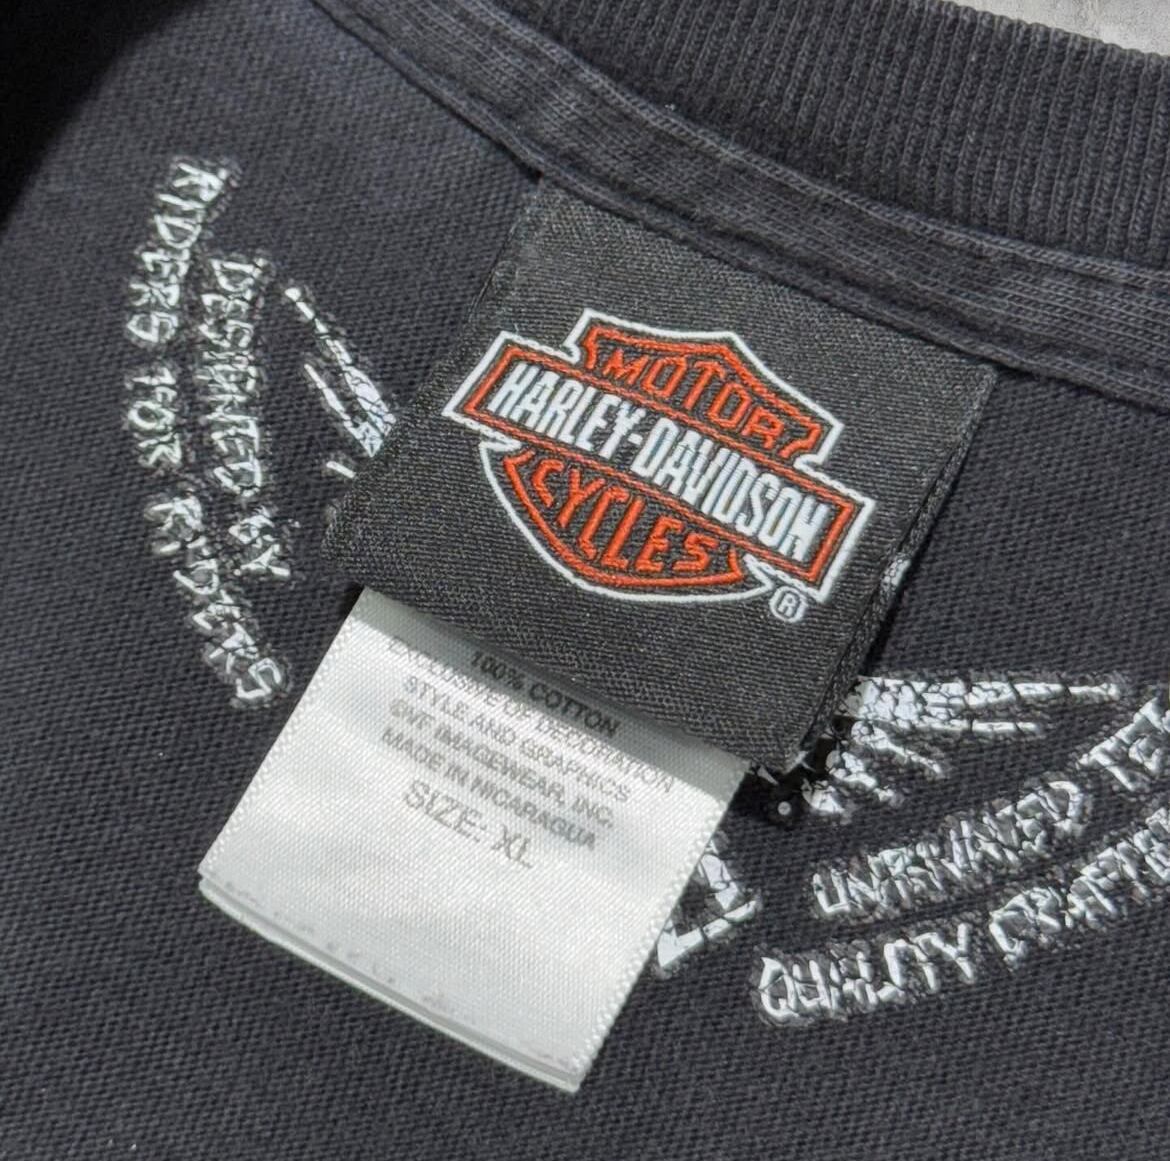 MOTOR
HARLEY-DAVIDSON
CYCLES
®
100% COTTON
EXCLUSIVE OF DECORATION
STYLE AND GRAPHICS
©VF IMAGEWEAR, INC.
MADE IN NICARAGUA
SIZE: XL
RIDERS FOR RIDERS
DESIGNED BY
UNRIVALED
QUALITY